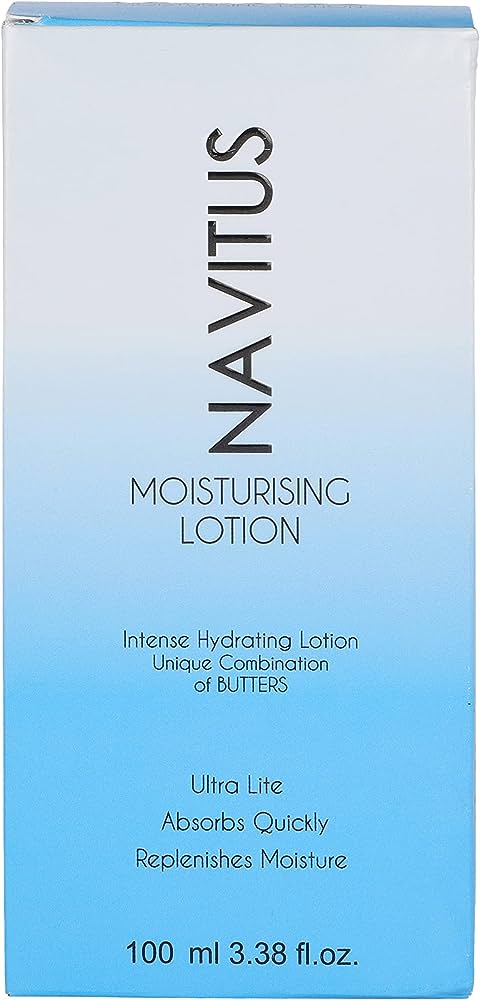 NAVITUS
MOISTURISING
LOTION
Intense Hydrating Lotion
Unique Combination
of BUTTERS
Ultra Lite
Absorbs Quickly
Replenishes Moisture
100 ml 3.38 fl.oz.